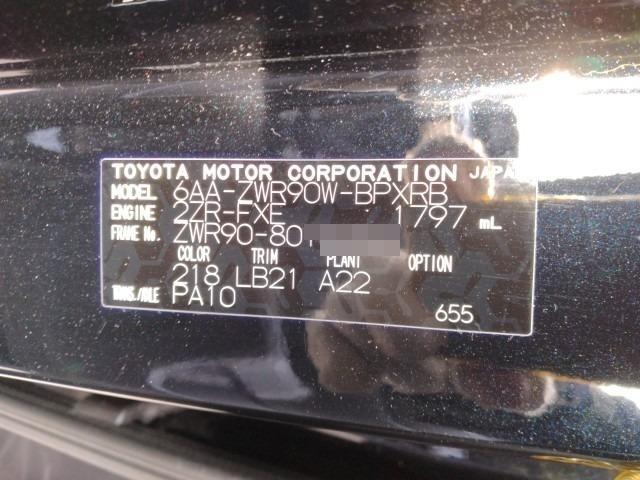 TOYOTA MOTOR CORPORATION JAPAN
MODEL 6AA-ZWR90W-BPXRB
ENGINE 2ZR-FXE 1797 mL
FRAME No. ZWR90-80
COLOR TRIM PLANT OPTION
218 LB21 A22
TRANS./AXLE PA10
655